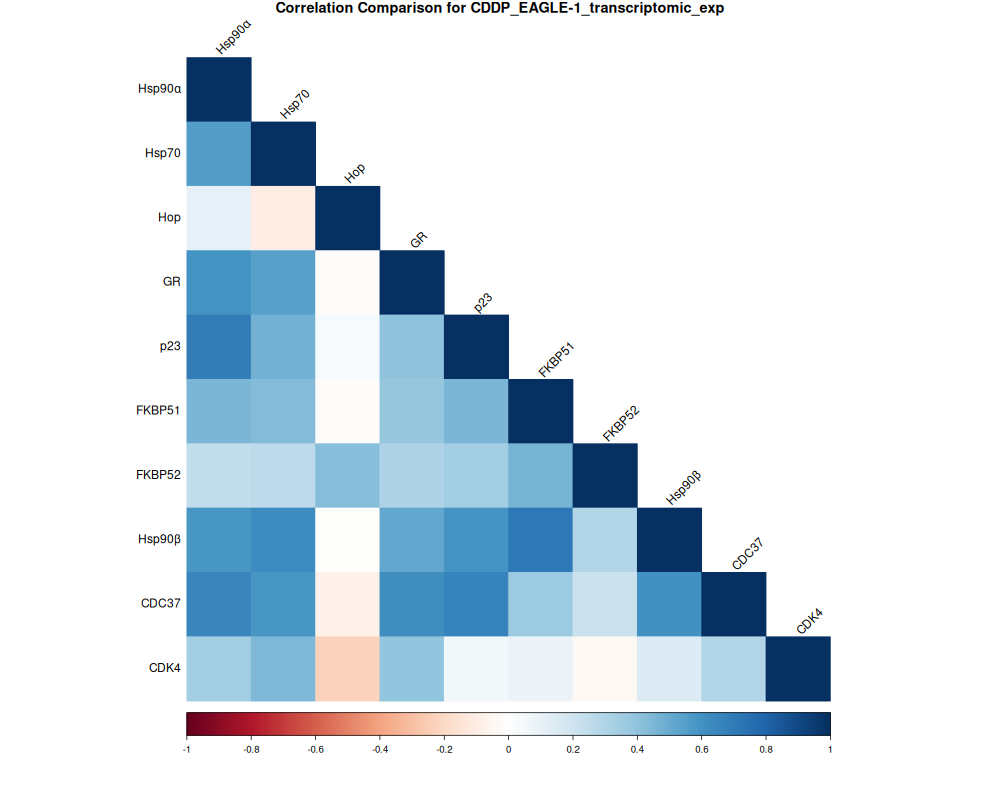 Correlation Comparison for CDDP_EAGLE-1_transcriptomic_exp
Hsp90α
Hsp90α
Hsp70
Hsp70
Hop
Hop
GR
GR
p23
p23
FKBP51
FKBP51
FKBP52
FKBP52
Hsp90β
Hsp90β
CDC37
CDC37
CDK4
CDK4
-1 -0.8 -0.6 -0.4 -0.2 0 0.2 0.4 0.6 0.8 1